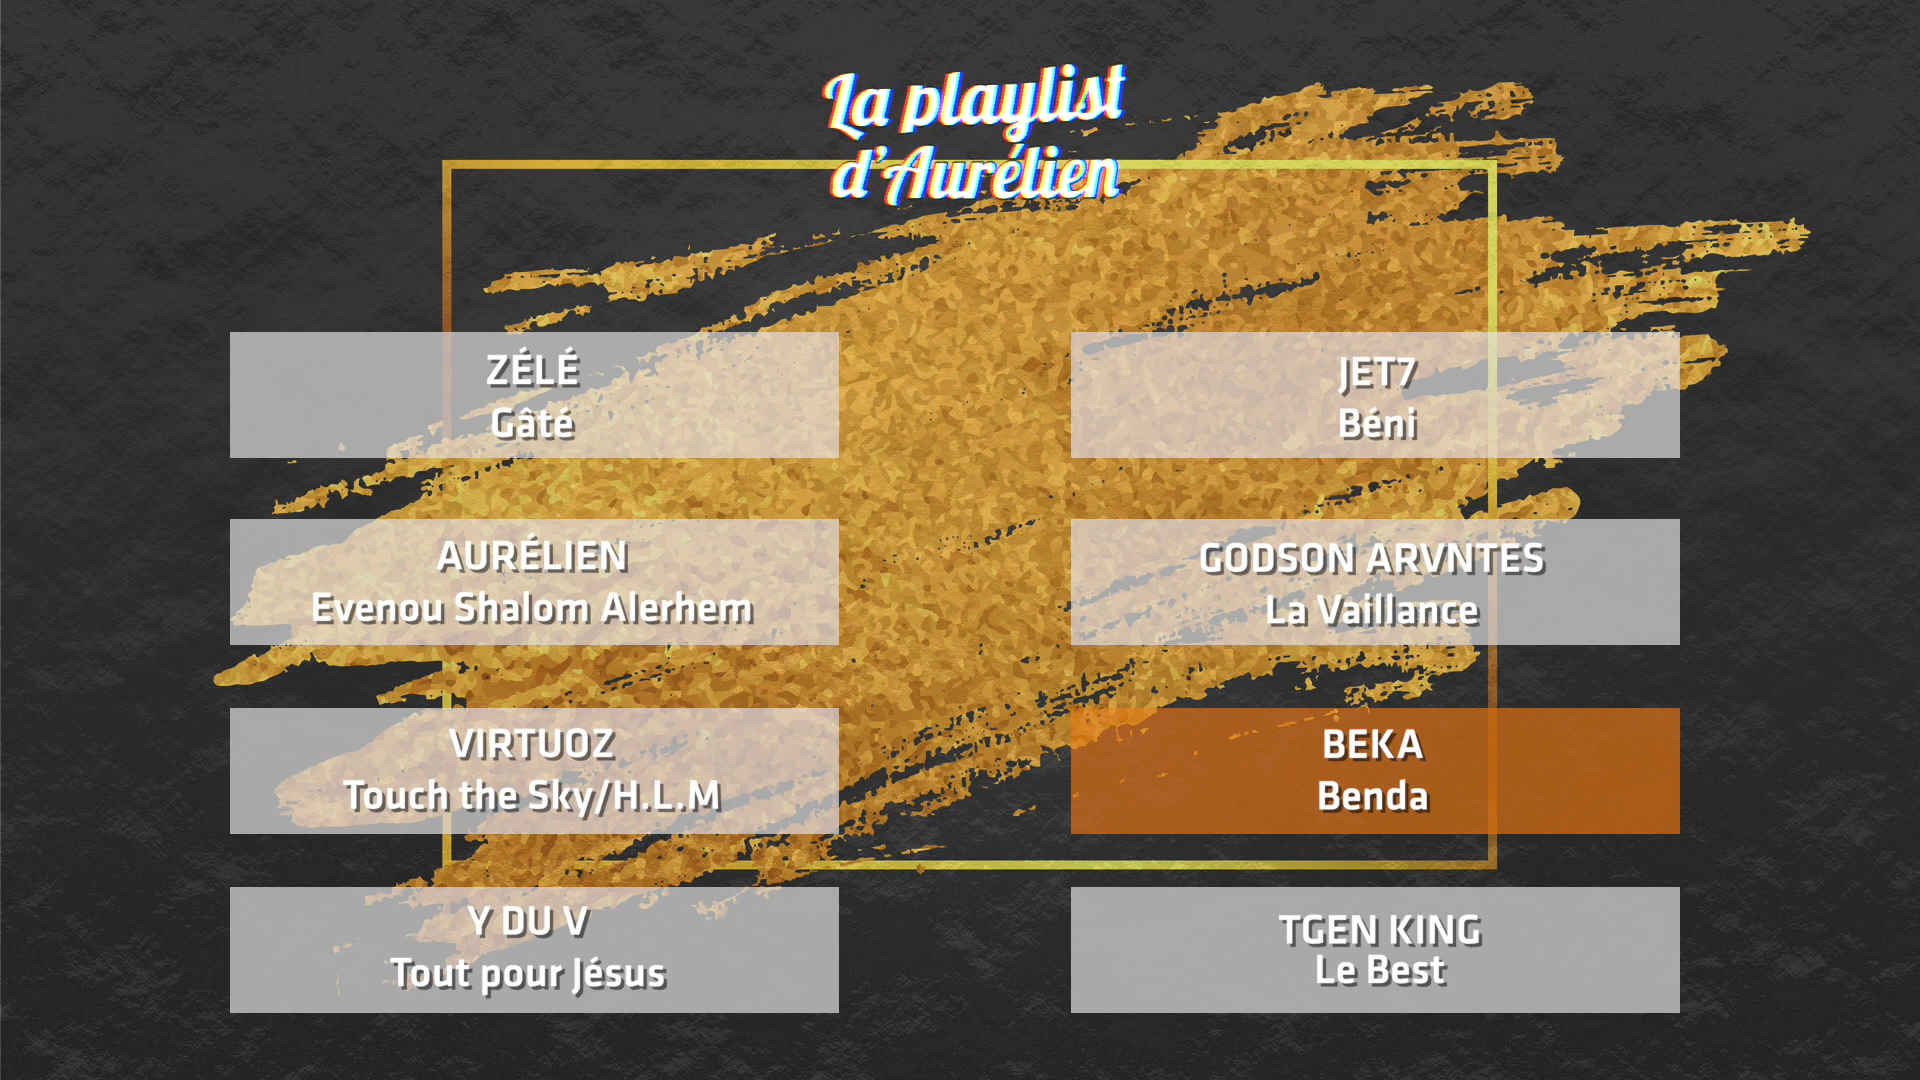 La playlist
d'Aurélien
ZÉLÉ
Gâté
JET7
Béni
AURÉLIEN
Evenou Shalom Alerhem
GODSON ARVNTES
La Vaillance
VIRTUOZ
Touch the Sky/H.L.M
BEKA
Benda
Y DU V
Tout pour Jésus
TGEN KING
Le Best